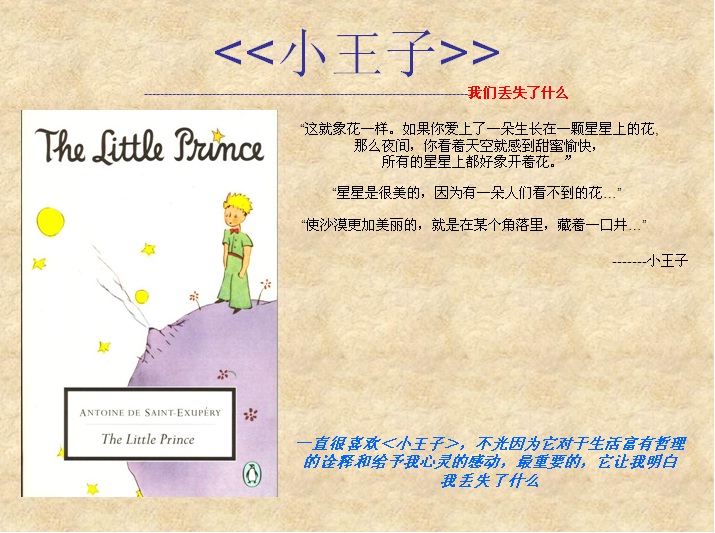 <<小王子>>
--------------------------------------------------------------------------------我们丢失了什么
The Little Prince
ANTOINE DE SAINT-EXUPÉRY
The Little Prince
“这就象花一样。如果你爱上了一朵生长在一颗星星上的花,
那么夜间，你看着天空就感到甜蜜愉快，
所有的星星上都好象开着花。”
“星星是很美的，因为有一朵人们看不到的花…”
“使沙漠更加美丽的，就是在某个角落里，藏着一口井…”
-------小王子
一直很喜欢<小王子>，不光因为它对于生活富有哲理
的诠释和给予我心灵的感动，最重要的，它让我明白
我丢失了什么